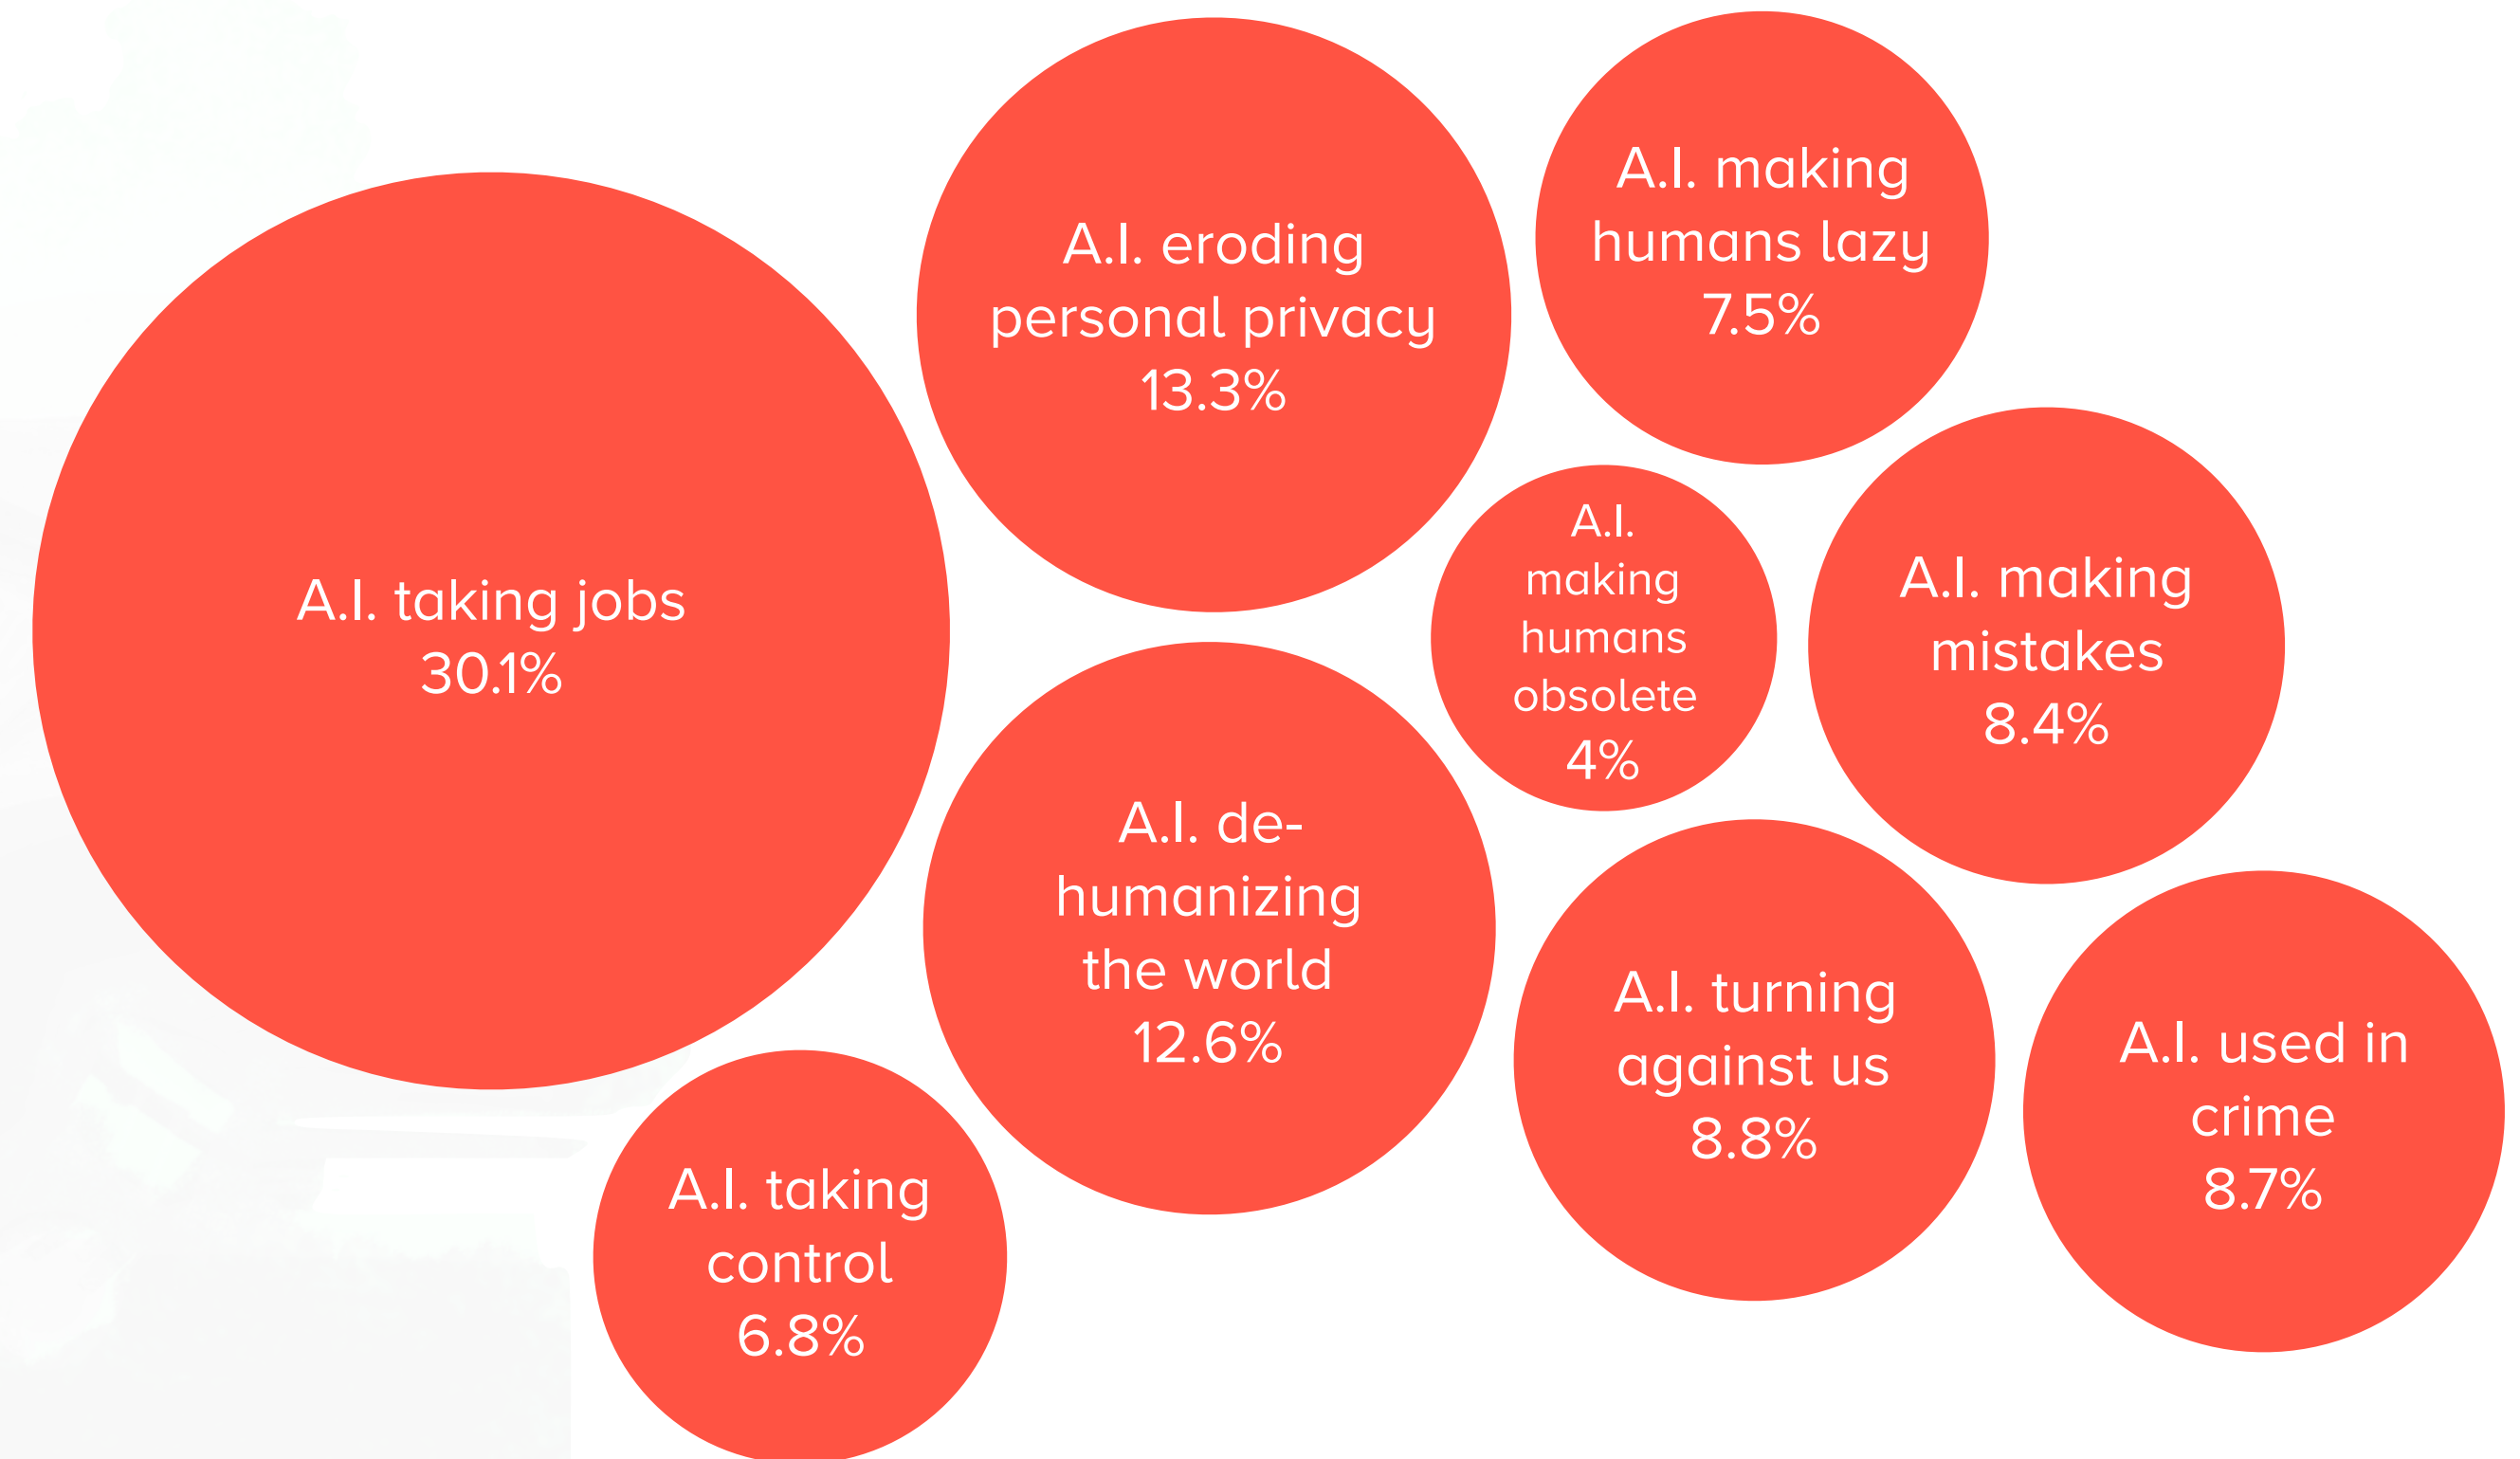 A.I. taking jobs
30.1%
A.I. eroding
personal privacy
13.3%
A.I. making
humans lazy
7.5%
A.I.
making
humans
obsolete
4%
A.I. making
mistakes
8.4%
A.I. de-
humanizing
the world
12.6%
A.I. turning
against us
8.8%
A.I. used in
crime
8.7%
A.I. taking
control
6.8%